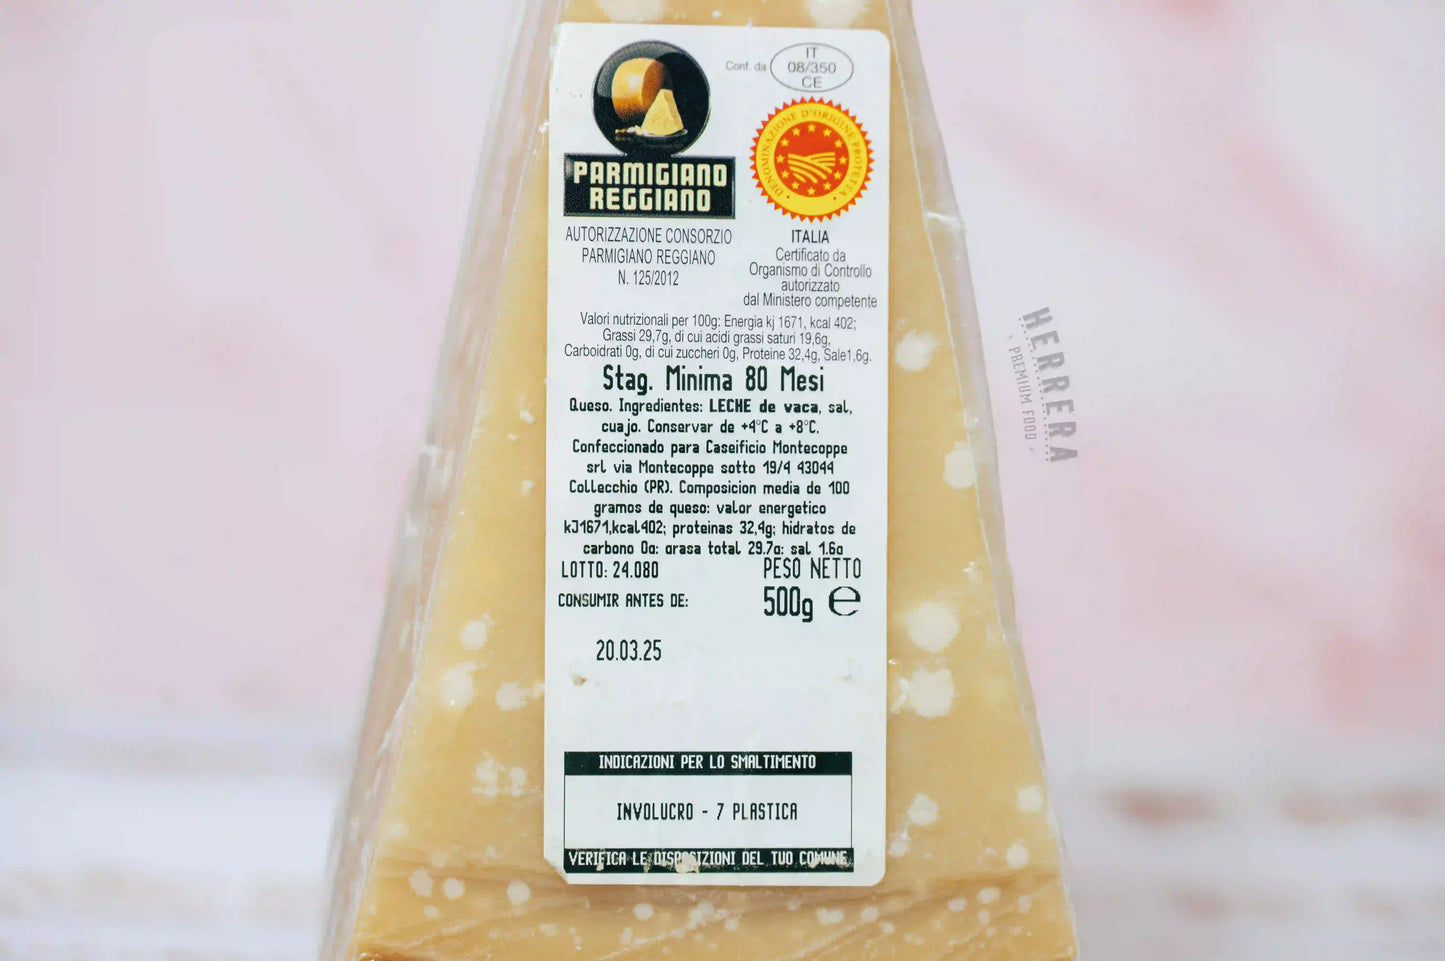 Conf. da
IT
08/350
CE
DENOMINAZIONE D'ORIGINE PROTETTA
PARMIGIANO
REGGIANO
AUTORIZZAZIONE CONSORZIO
PARMIGIANO REGGIANO
N. 125/2012
ITALIA
Certificato da
Organismo di Controllo
autorizzato
dal Ministero competente
Valori nutrizionali per 100g: Energia kj 1671, kcal 402;
Grassi 29,7g, di cui acidi grassi saturi 19,6g,
Carboidrati 0g, di cui zuccheri 0g, Proteine 32,4g, Sale1,6g.
Stag. Minima 80 Mesi
Queso. Ingredientes: LECHE de vaca, sal,
cuajo. Conservar de +4°C a +8°C.
Confeccionado para Caseificio Montecoppe
srl via Montecoppe sotto 19/4 43044
Collecchio (PR). Composicion media de 100
gramos de queso: valor energetico
kJ1671,kcal402; proteinas 32,4g; hidratos de
carbono 0g: grasa total 29.7g: sal 1.6g
LOTTO: 24.080
PESO NETTO
CONSUMIR ANTES DE:
500g e
20.03.25
INDICAZIONI PER LO SMALTIMENTO
INVOLUCRO - 7 PLASTICA
VERIFICA LE DISPOSIZIONI DEL TUO COMUNE
HERRERA
PREMIUM FOOD